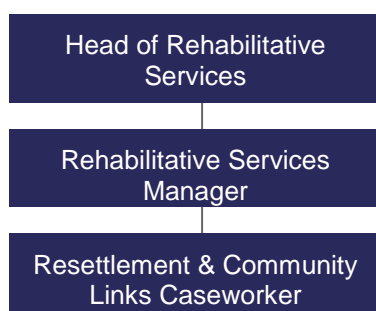 Head of Rehabilitative
Services
Rehabilitative Services
Manager
Resettlement & Community
Links Caseworker